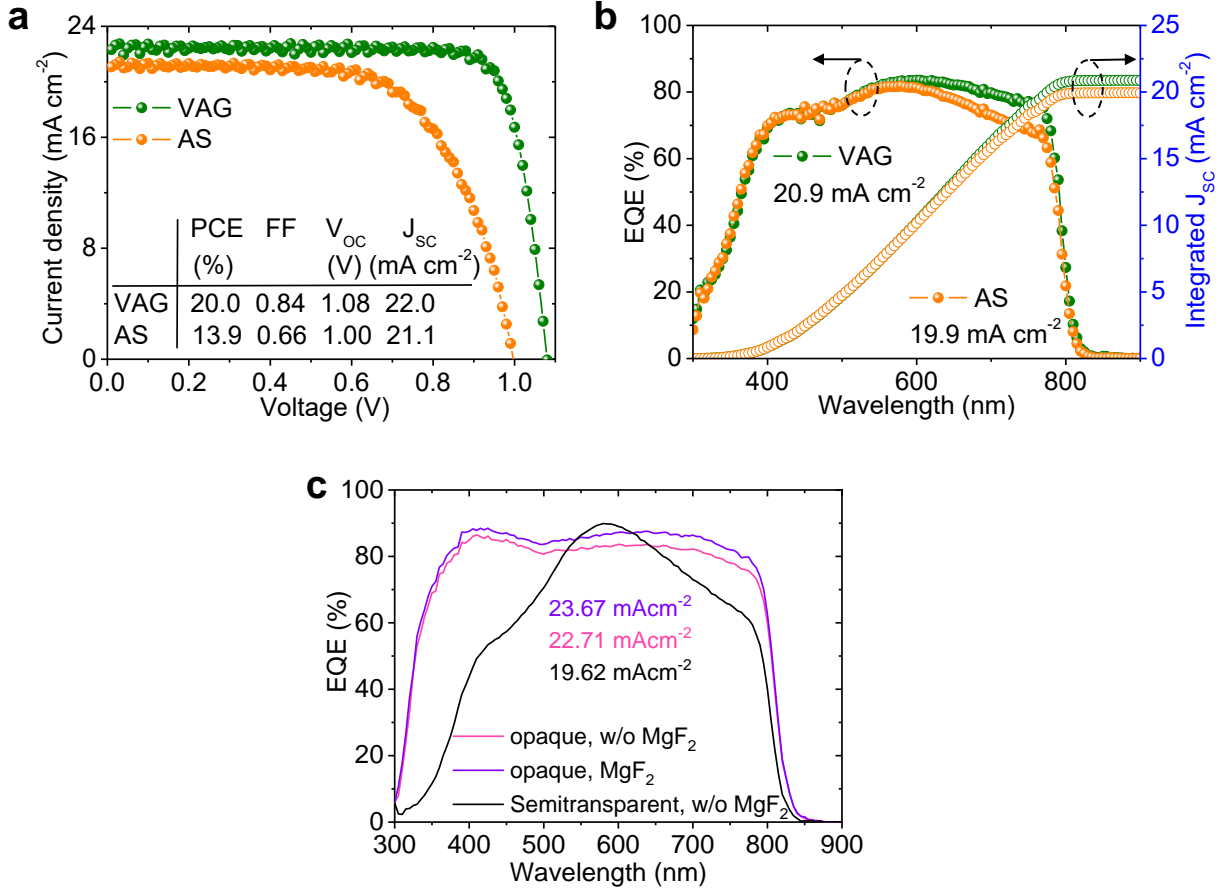 a
24
16
8
0
Current density (mA cm⁻²)
VAG
AS
PCE FF V_OC J_SC
(%) (V) (mA cm⁻²)
VAG 20.0 0.84 1.08 22.0
AS 13.9 0.66 1.00 21.1
0.0 0.2 0.4 0.6 0.8 1.0
Voltage (V)
b
100
80
60
40
20
0
EQE (%)
VAG
20.9 mA cm⁻²
AS
19.9 mA cm⁻²
25
20
15
10
5
0
Integrated J_SC (mA cm⁻²)
400 600 800
Wavelength (nm)
c
100
80
60
40
20
0
EQE (%)
23.67 mAcm⁻²
22.71 mAcm⁻²
19.62 mAcm⁻²
opaque, w/o MgF₂
opaque, MgF₂
Semitransparent, w/o MgF₂
300 400 500 600 700 800 900
Wavelength (nm)